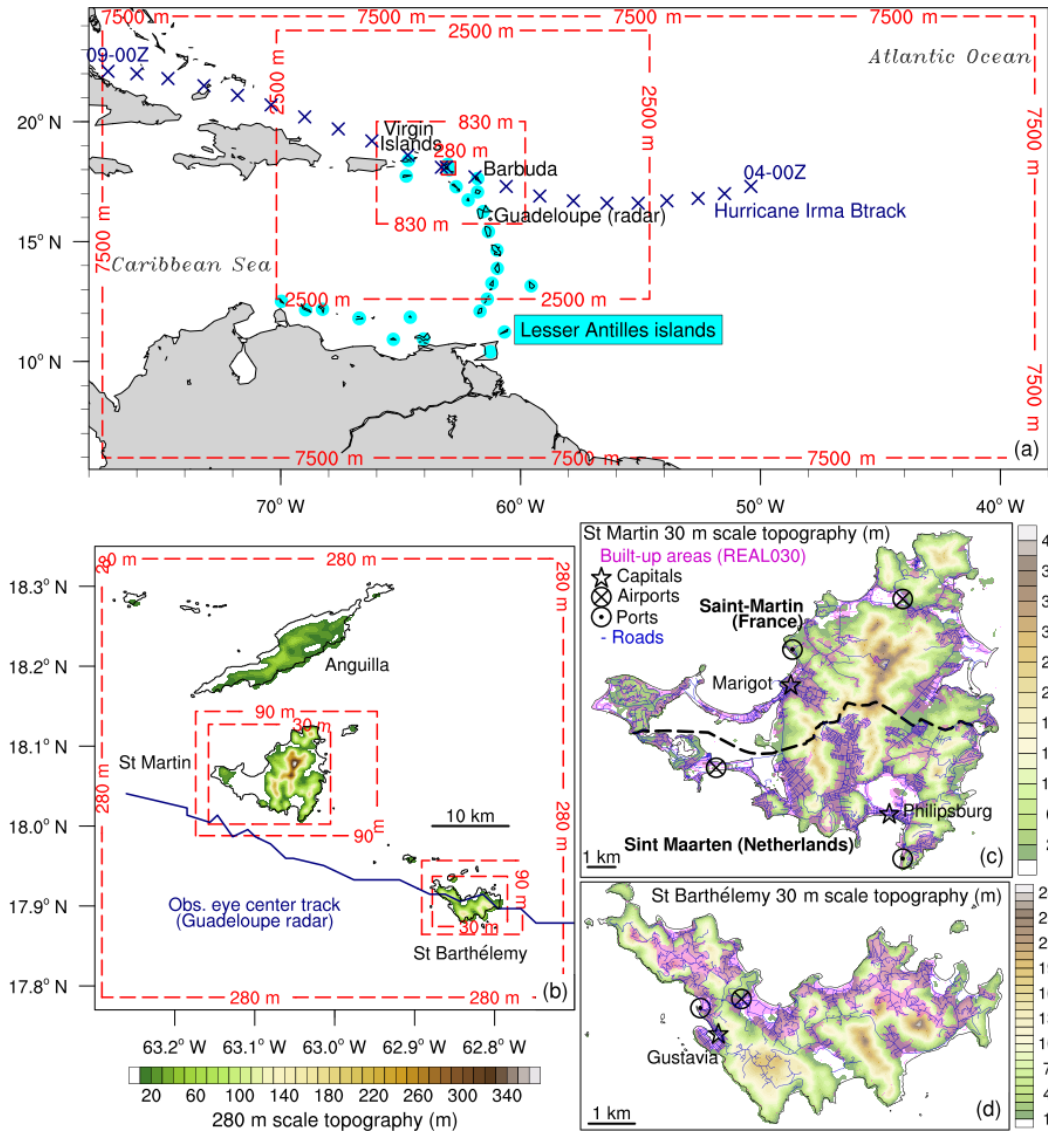 7500 m
7500 m
7500 m
7500 m
2500 m
09-00Z
Atlantic Ocean
7500 m
2500 m
2500 m
7500 m
20° N
830 m
Virgin
Islands
280 m
Barbuda
04-00Z
Guadeloupe (radar)
Hurricane Irma Btrack
830 m
15° N
7500 m
Caribbean Sea
2500 m
2500 m
Lesser Antilles islands
7500 m
10° N
7500 m
7500 m
7500 m
(a)
70° W
60° W
50° W
40° W
280 m
280 m
18.3° N
Anguilla
18.2° N
90 m
30 m
18.1° N
St Martin
280 m
280 m
18.0° N
90 m
10 km
17.9° N
Obs. eye center track
(Guadeloupe radar)
90 m
30 m
St Barthélemy
17.8° N
280 m
280 m
(b)
63.2° W
63.1° W
63.0° W
62.9° W
62.8° W
20
60
100
140
180
220
260
300
340
280 m scale topography (m)
St Martin 30 m scale topography (m)
Built-up areas (REAL030)
Capitals
Airports
Ports
- Roads
Saint-Martin
(France)
Marigot
Philipsburg
Sint Maarten (Netherlands)
1 km
(c)
St Barthélemy 30 m scale topography (m)
Gustavia
1 km
(d)